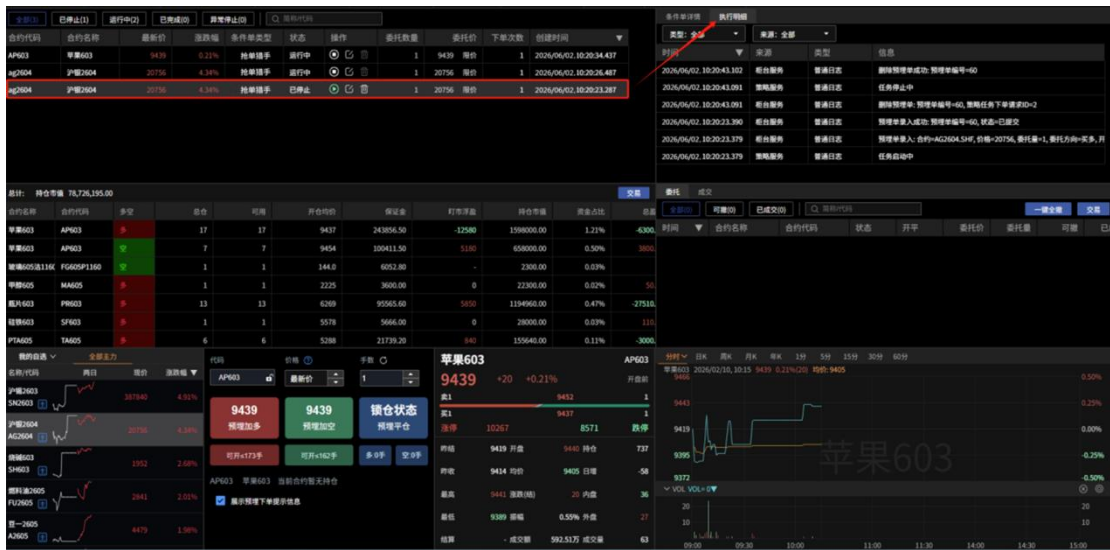 全部(3) 已停止(1) 运行中(2) 已完成(0) 异常停止(0) 简称/代码
合约代码 合约名称 最新价 涨跌幅 条件单类型 状态 操作 委托数量 委托价 下单次数 创建时间
AP603 苹果603 9439 0.21% 抢单猎手 运行中 1 9439 限价 1 2026/06/02.10:20:34.437
ag2604 沪银2604 20756 4.34% 抢单猎手 运行中 1 20756 限价 1 2026/06/02.10:20:26.487
ag2604 沪银2604 20756 4.34% 抢单猎手 已停止 1 20756 限价 1 2026/06/02.10:20:23.287
条件单详情 执行明细
类型: 全部 来源: 全部
时间 来源 类型 信息
2026/06/02.10:20:43.102 柜台服务 普通日志 删除预埋单成功: 预埋单编号=60
2026/06/02.10:20:43.091 策略服务 普通日志 任务停止中
2026/06/02.10:20:43.091 柜台服务 普通日志 删除预埋单: 预埋单编号=60, 策略任务下单请求ID=2
2026/06/02.10:20:23.390 柜台服务 普通日志 预埋单录入成功: 预埋单编号=60, 状态=已提交
2026/06/02.10:20:23.379 柜台服务 普通日志 预埋单录入: 合约=AG2604.SHF, 价格=20756, 委托量=1, 委托方向=买多, 开
2026/06/02.10:20:23.379 策略服务 普通日志 任务启动中
总计: 持仓市值 78,726,195.00 交易
合约名称 合约代码 多空 总仓 可用 开仓均价 保证金 盯市浮盈 持仓市值 资金占比 总盈
苹果603 AP603 多 17 17 9437 243856.50 -12580 1598000.00 1.21% -6300.
苹果603 AP603 空 7 7 9454 100411.50 5180 658000.00 0.50% 3800.
玻璃605沽1160 FG605P1160 空 1 1 144.0 6052.80 - 2300.00 0.03%
甲醇605 MA605 多 1 1 2225 3600.00 0 22300.00 0.02% 50.
瓶片603 PR603 多 13 13 6269 95565.60 5850 1194960.00 0.47% -27510.
硅铁603 SF603 多 1 1 5578 5666.00 0 28000.00 0.03% 110.
PTA605 TA605 多 6 6 5288 21739.20 840 155640.00 0.11% -3000.
委托 成交
全部(0) 可撤(0) 已成交(0) 简称/代码 一键全撤 交易
时间 合约名称 合约代码 状态 开平 委托价 委托量 可撤 已
我的自选 全部主力
名称/代码 两日 现价 涨跌幅
沪锡2603
SN2603 387840 4.91%
沪银2604
AG2604 20756 4.34%
烧碱603
SH603 1952 2.68%
燃料油2605
FU2605 2841 2.01%
豆一2605
A2605 4479 1.98%
代码 价格 手数
AP603 最新价 1
9439 9439 锁仓状态
预埋加多 预埋加空 预埋平仓
可开≤173手 可开≤162手 多:0手 空:0手
AP603 苹果603 当前合约暂无持仓
展示预埋下单提示信息
苹果603 AP603
9439 +20 +0.21% 开盘前
卖1 9452 1
买1 9437 1
涨停 10267 8571 跌停
昨结 9419 开盘 9440 持仓 737
昨收 9414 均价 9405 日增 -58
最高 9441 涨跌(结) 20 内盘 36
最低 9389 振幅 0.55% 外盘 27
结算 - 成交额 592.51万 成交量 63
分时 日K 周K 月K 年K 1分 5分 15分 30分 60分
苹果603 2026/02/10, 10:15 9439 0.21%(20) 均价: 9405
9466 0.50%
9443 0.25%
9419 0.00%
9395 -0.25%
9372 -0.50%
苹果603
VOL VOL= 0
20 20
10 10
09:00 09:30 10:00 11:00 11:30 14:00 14:30 15:00